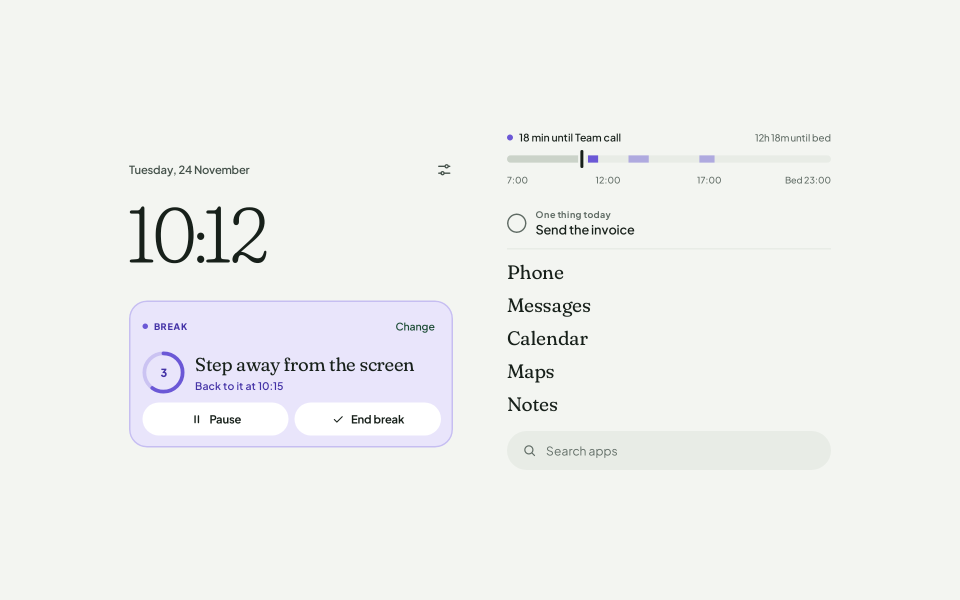 Tuesday, 24 November
10:12
BREAK
Change
3
Step away from the screen
Back to it at 10:15
Pause
End break
18 min until Team call
12h 18m until bed
7:00
12:00
17:00
Bed 23:00
One thing today
Send the invoice
Phone
Messages
Calendar
Maps
Notes
Search apps